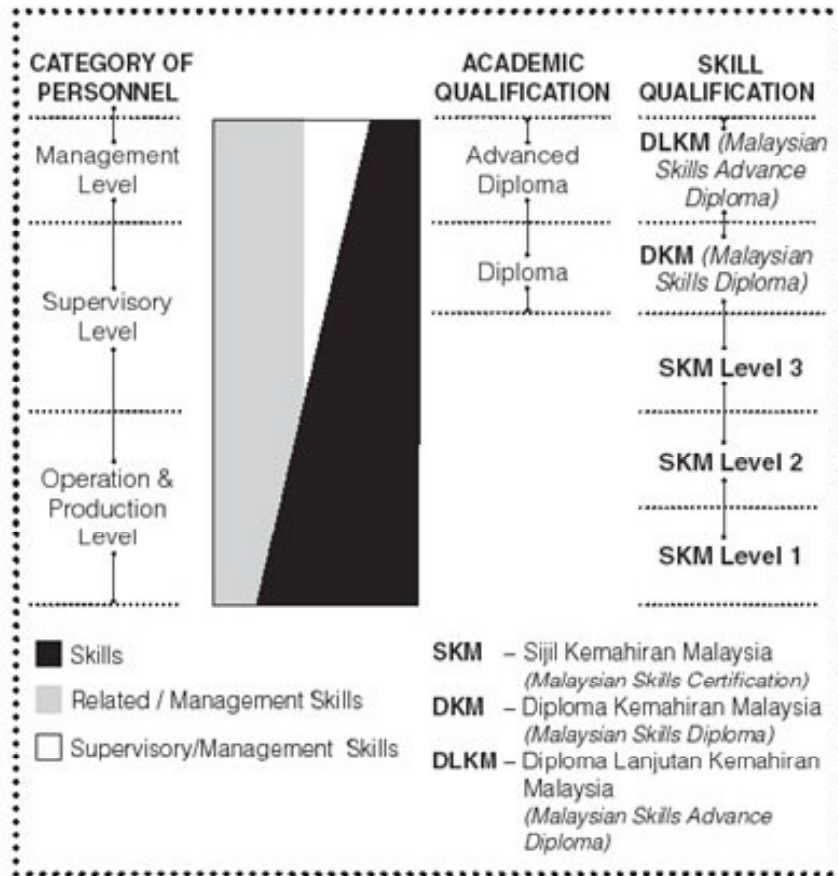 CATEGORY OF
PERSONNEL
Management
Level
Supervisory
Level
Operation &
Production
Level
ACADEMIC
QUALIFICATION
Advanced
Diploma
Diploma
SKILL
QUALIFICATION
DLKM (Malaysian
Skills Advance
Diploma)
DKM (Malaysian
Skills Diploma)
SKM Level 3
SKM Level 2
SKM Level 1
Skills
Related / Management Skills
Supervisory/Management Skills
SKM – Sijil Kemahiran Malaysia
(Malaysian Skills Certification)
DKM – Diploma Kemahiran Malaysia
(Malaysian Skills Diploma)
DLKM – Diploma Lanjutan Kemahiran
Malaysia
(Malaysian Skills Advance
Diploma)